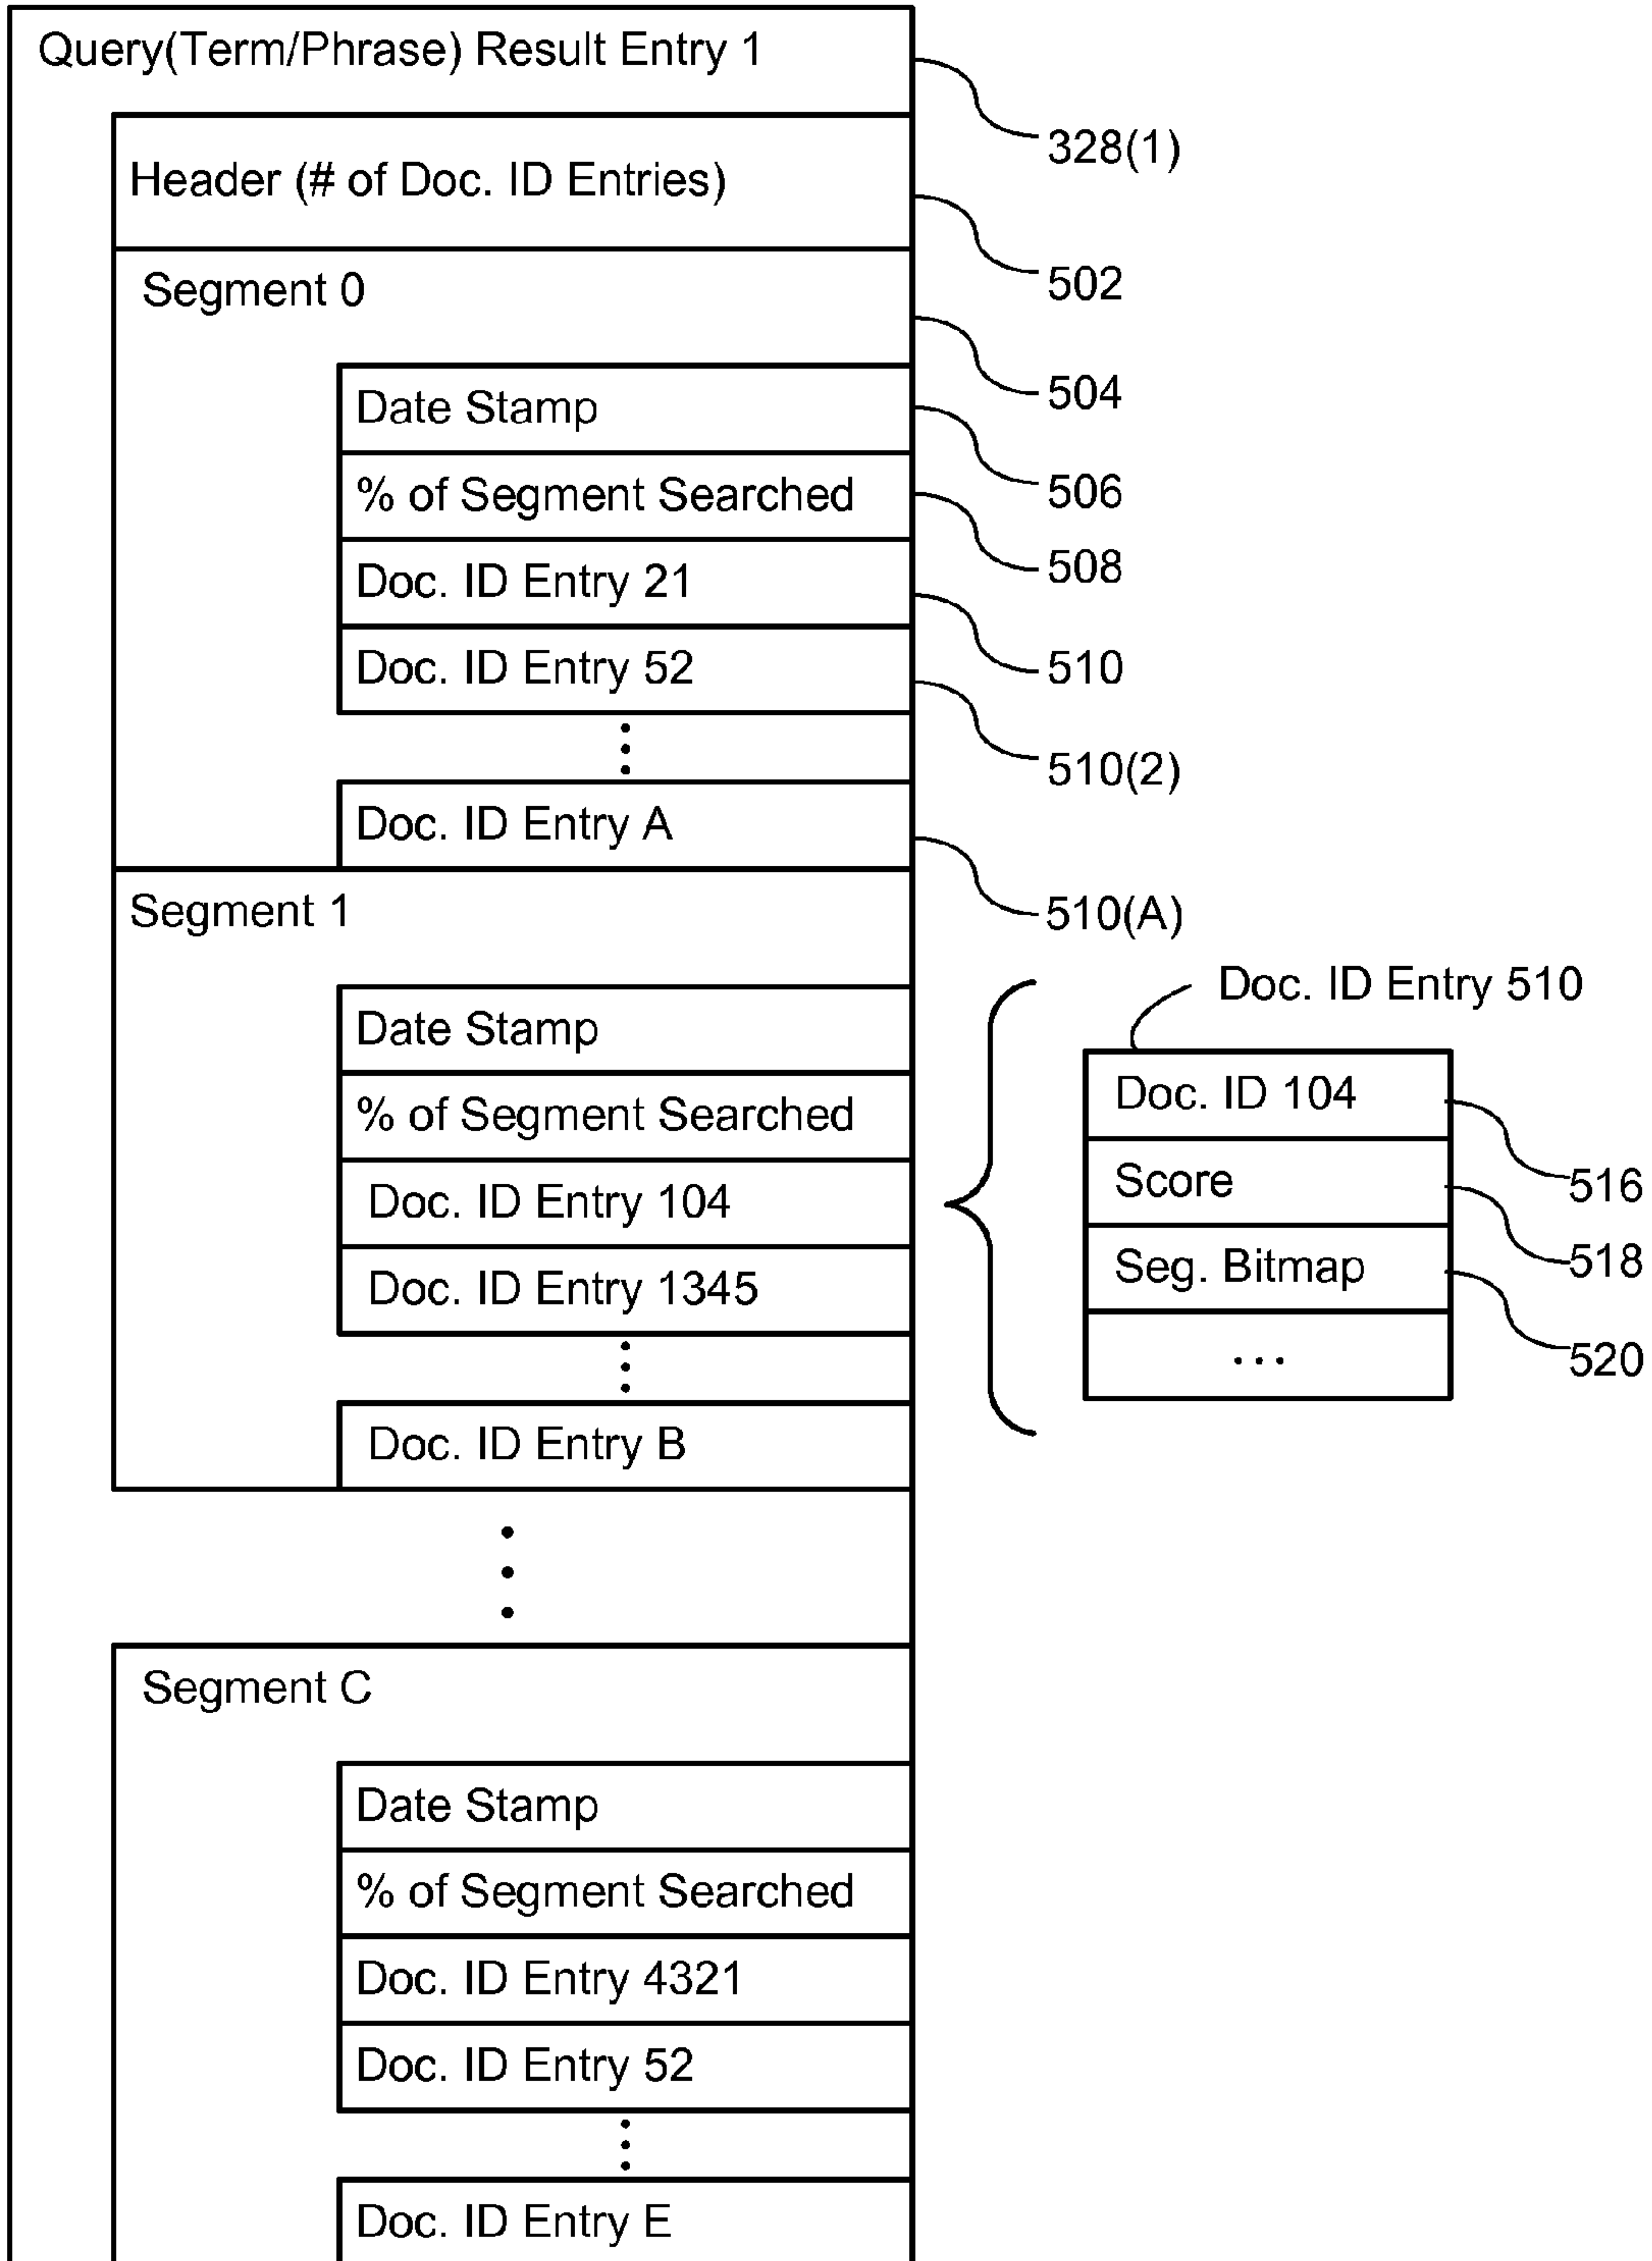 Query(Term/Phrase) Result Entry 1
328(1)
Header (# of Doc. ID Entries)
502
Segment 0
504
Date Stamp
506
% of Segment Searched
508
Doc. ID Entry 21
510
Doc. ID Entry 52
510(2)
⋮
Doc. ID Entry A
510(A)
Segment 1
Date Stamp
% of Segment Searched
Doc. ID Entry 104
Doc. ID Entry 1345
⋮
Doc. ID Entry B
Doc. ID Entry 510
Doc. ID 104
516
Score
518
Seg. Bitmap
520
...
⋮
Segment C
Date Stamp
% of Segment Searched
Doc. ID Entry 4321
Doc. ID Entry 52
⋮
Doc. ID Entry E